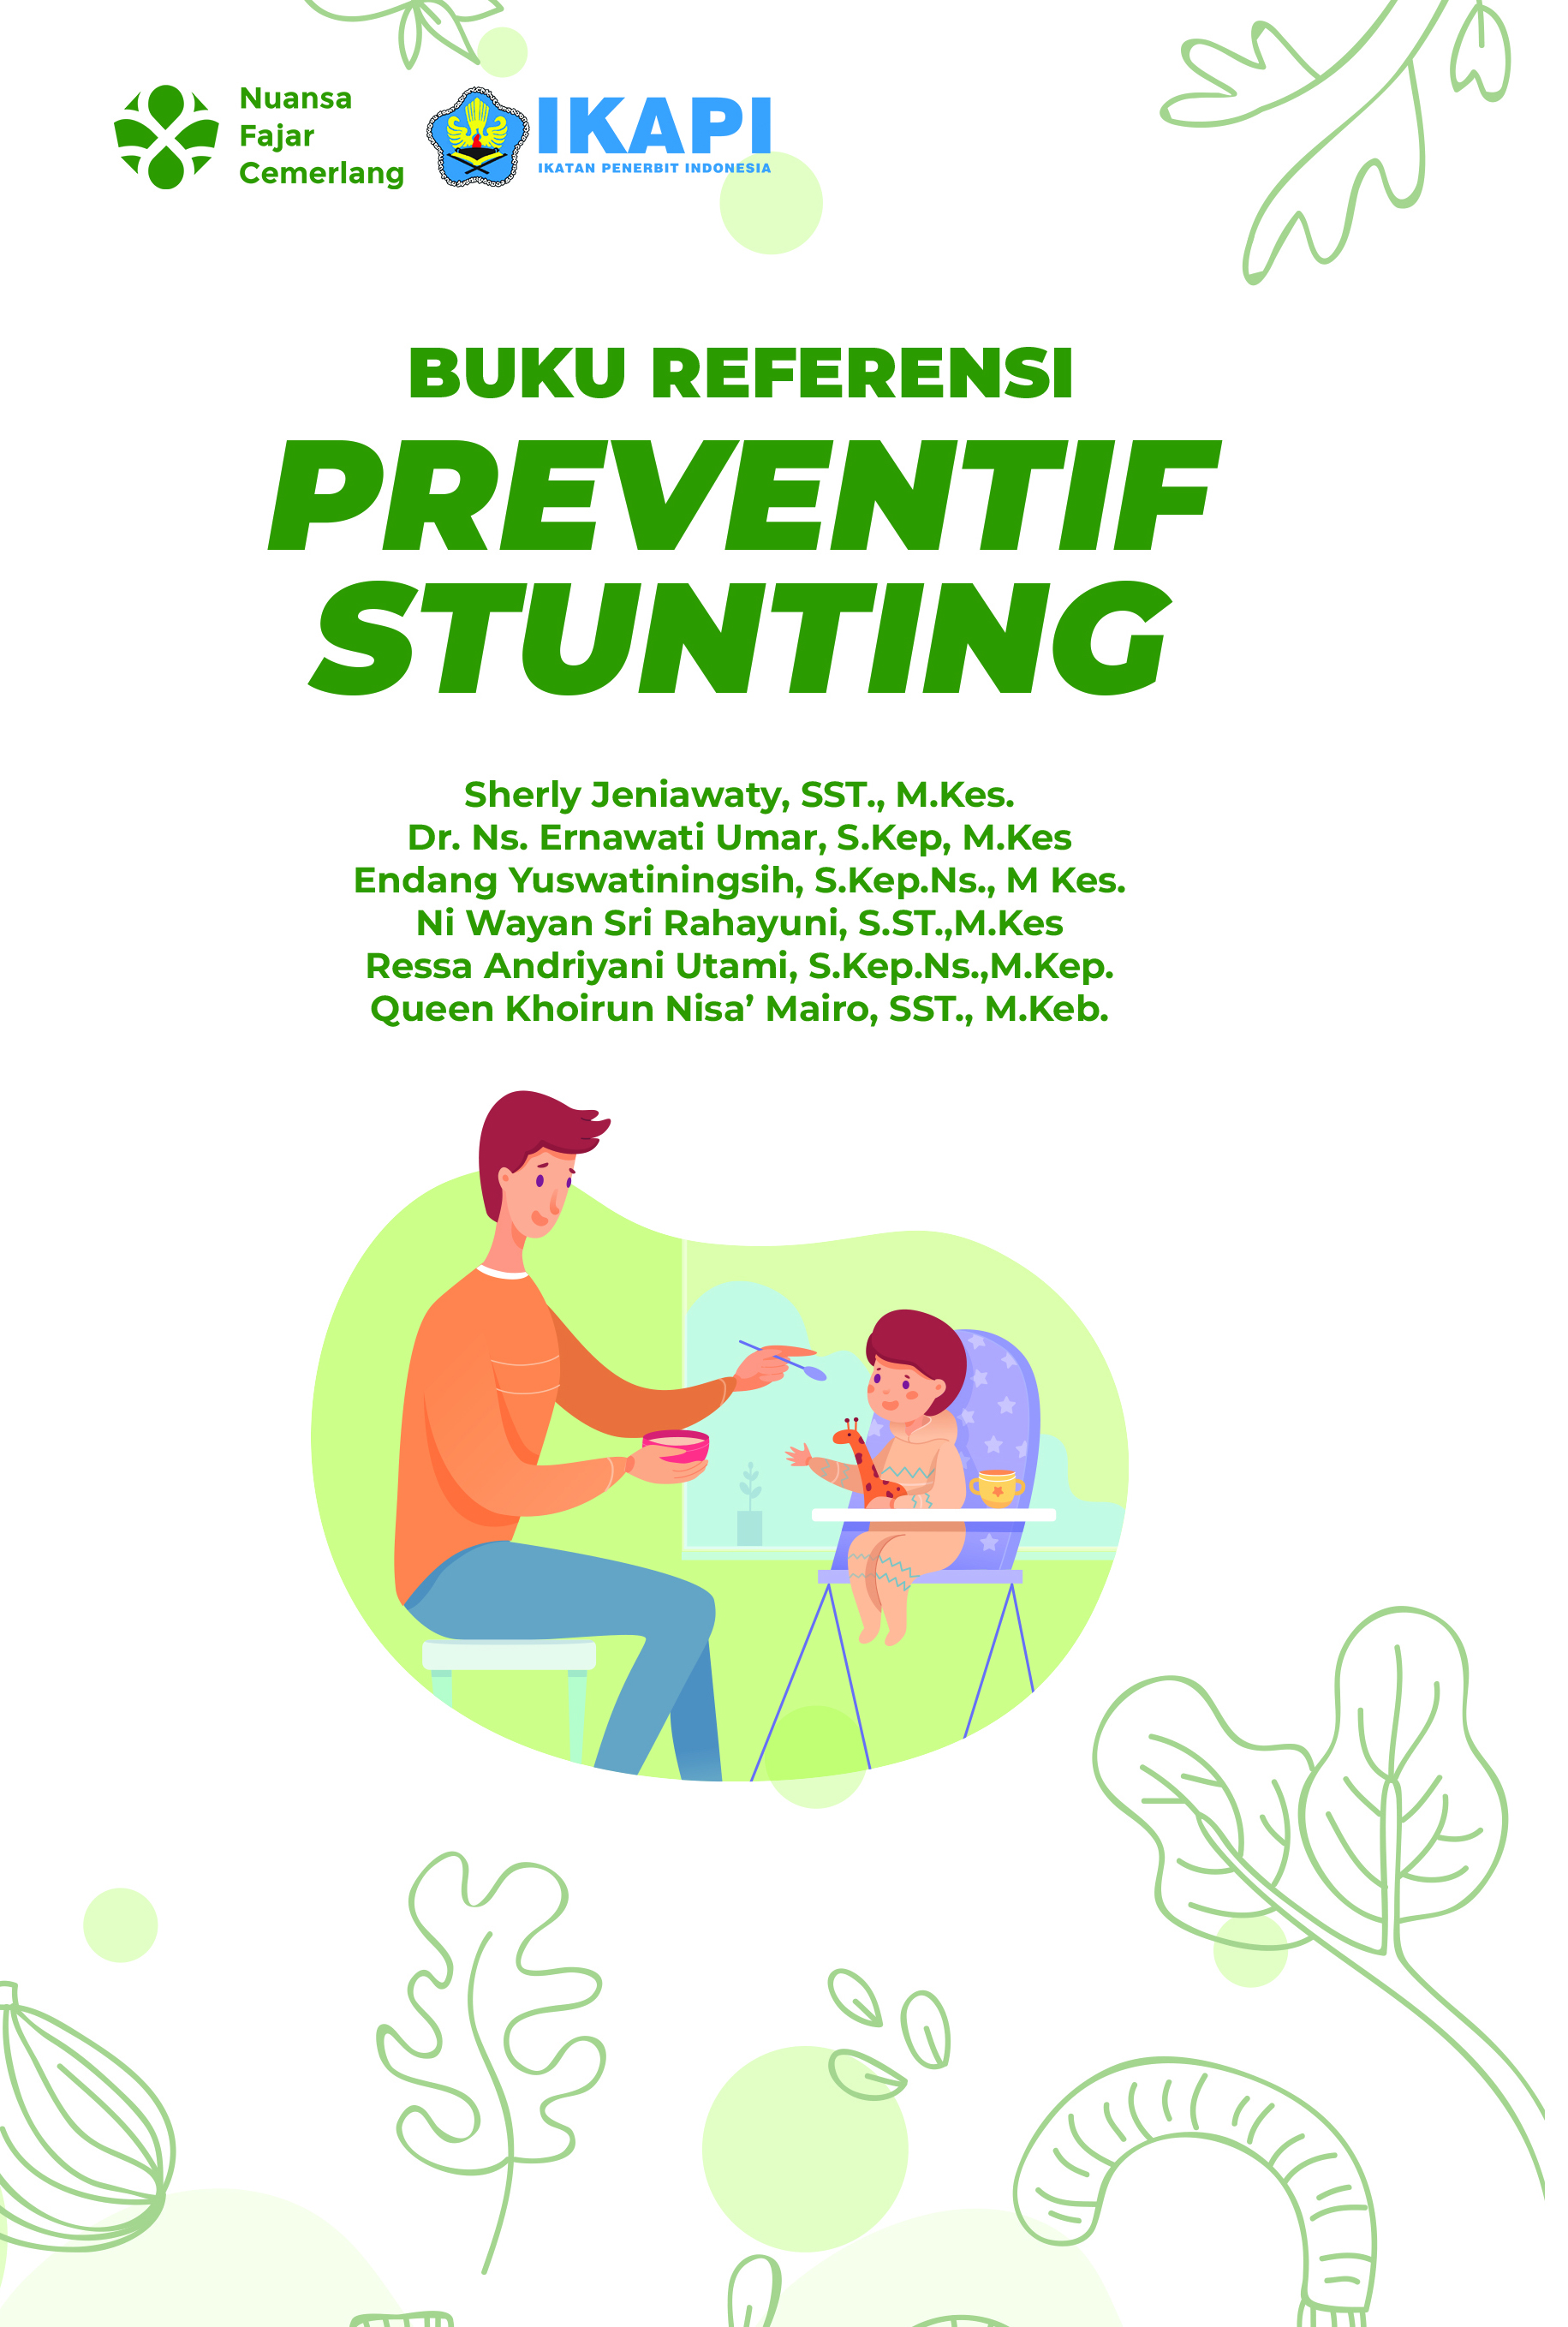 Nuansa
Fajar
Cemerlang
IKAPI
IKATAN PENERBIT INDONESIA
BUKU REFERENSI
PREVENTIF
STUNTING
Sherly Jeniawaty, SST., M.Kes.
Dr. Ns. Ernawati Umar, S.Kep, M.Kes
Endang Yuswatiningsih, S.Kep.Ns., M Kes.
Ni Wayan Sri Rahayuni, S.ST.,M.Kes
Ressa Andriyani Utami, S.Kep.Ns.,M.Kep.
Queen Khoirun Nisa’ Mairo, SST., M.Keb.